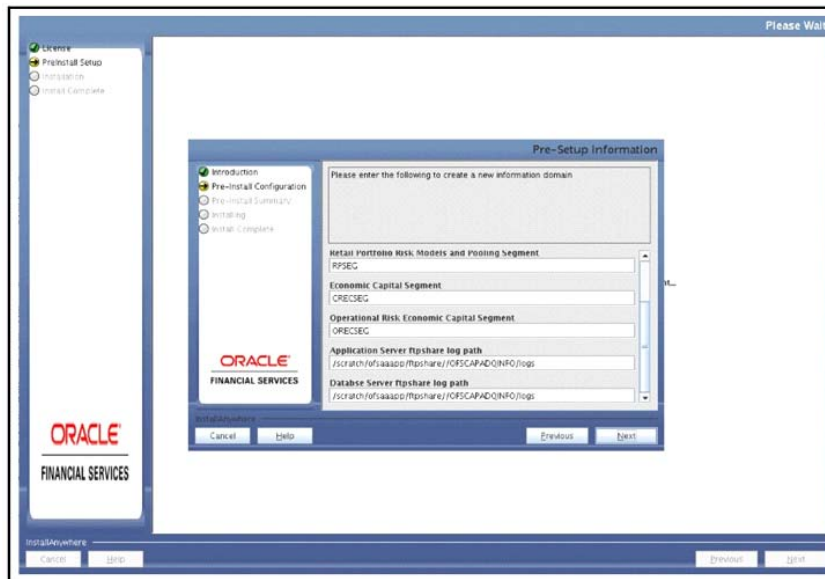 Please Wait
License
PreInstall Setup
Installation
Install Complete
Pre-Setup Information
Introduction
Pre-Install Configuration
Pre-Install Summary
Installing
Install Complete
Please enter the following to create a new information domain
Retail Portfolio Risk Models and Pooling Segment
RPSEG
Economic Capital Segment
CRECSEG
Operational Risk Economic Capital Segment
ORECSEG
Application Server ftpshare log path
/scratch/ofsaaapp/ftpshare//OFSCAPADQINFO/logs
Databse Server ftpshare log path
/scratch/ofsaaapp/ftpshare//OFSCAPADQINFO/logs
ORACLE
FINANCIAL SERVICES
InstallAnywhere
Cancel Help Previous Next
ORACLE
FINANCIAL SERVICES
InstallAnywhere
Cancel Help Previous Next